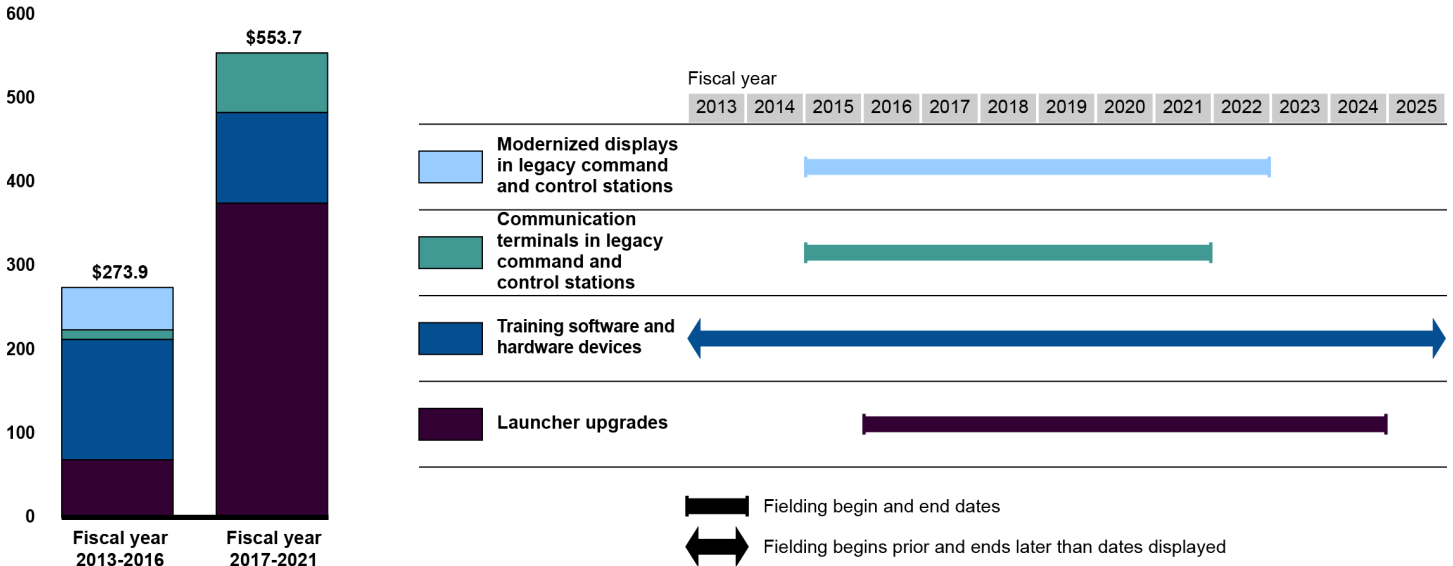 600
500
400
300
200
100
0
$273.9
$553.7
Fiscal year
2013-2016
Fiscal year
2017-2021
Fiscal year
2013 2014 2015 2016 2017 2018 2019 2020 2021 2022 2023 2024 2025
Modernized displays
in legacy command
and control stations
Communication
terminals in legacy
command and
control stations
Training software and
hardware devices
Launcher upgrades
Fielding begin and end dates
Fielding begins prior and ends later than dates displayed